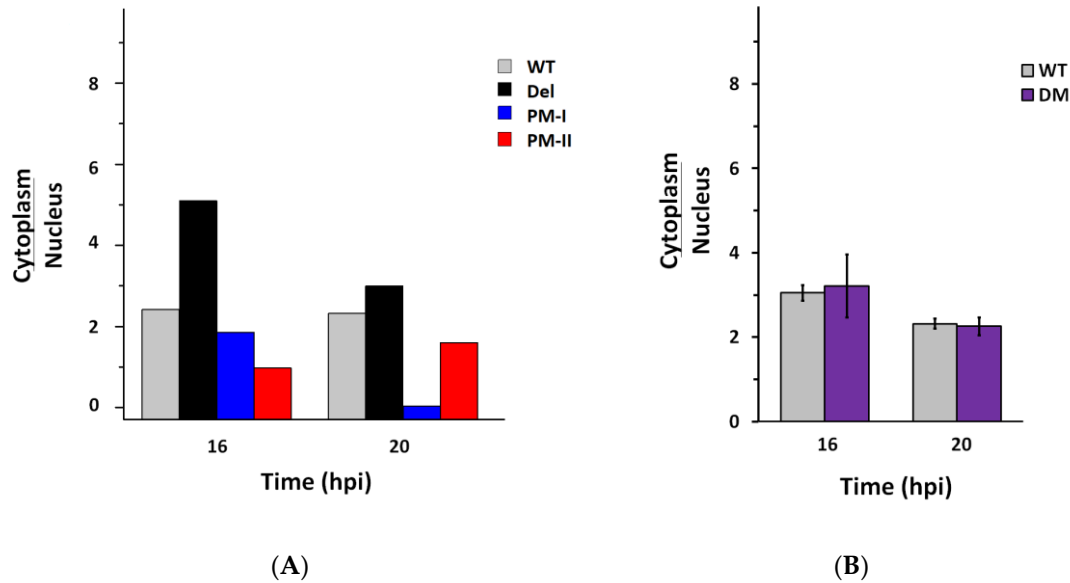 8
6
4
2
0
Cytoplasm
Nucleus
WT
Del
PM-I
PM-II
16
20
Time (hpi)
(A)
8
6
4
2
0
Cytoplasm
Nucleus
WT
DM
16
20
Time (hpi)
(B)